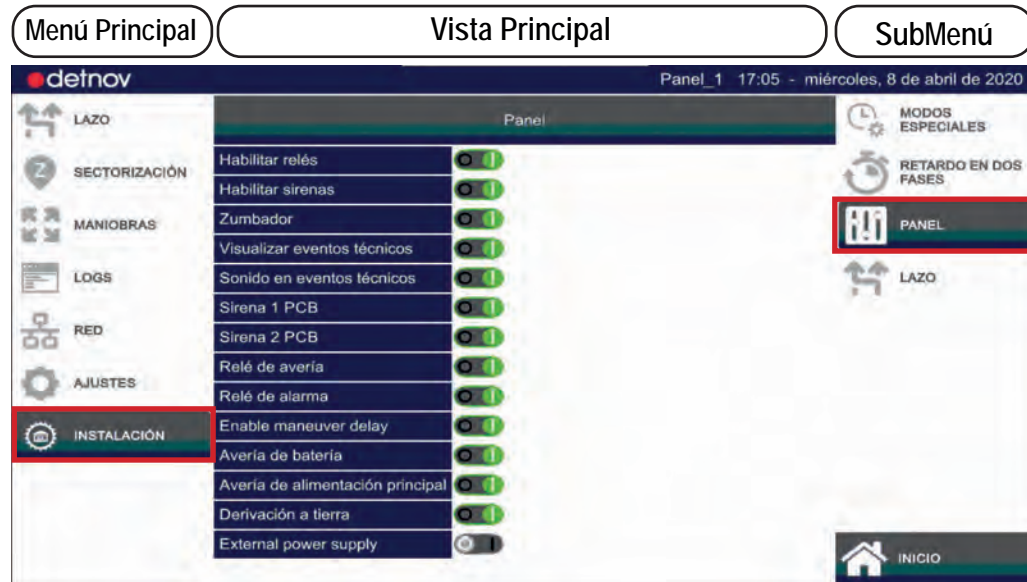 Menú Principal
Vista Principal
SubMenú
detnov
Panel_1 17:05 - miércoles, 8 de abril de 2020
LAZO
SECTORIZACIÓN
MANIOBRAS
LOGS
RED
AJUSTES
INSTALACIÓN
Panel
Habilitar relés
Habilitar sirenas
Zumbador
Visualizar eventos técnicos
Sonido en eventos técnicos
Sirena 1 PCB
Sirena 2 PCB
Relé de avería
Relé de alarma
Enable maneuver delay
Avería de batería
Avería de alimentación principal
Derivación a tierra
External power supply
MODOS
ESPECIALES
RETARDO EN DOS
FASES
PANEL
LAZO
INICIO